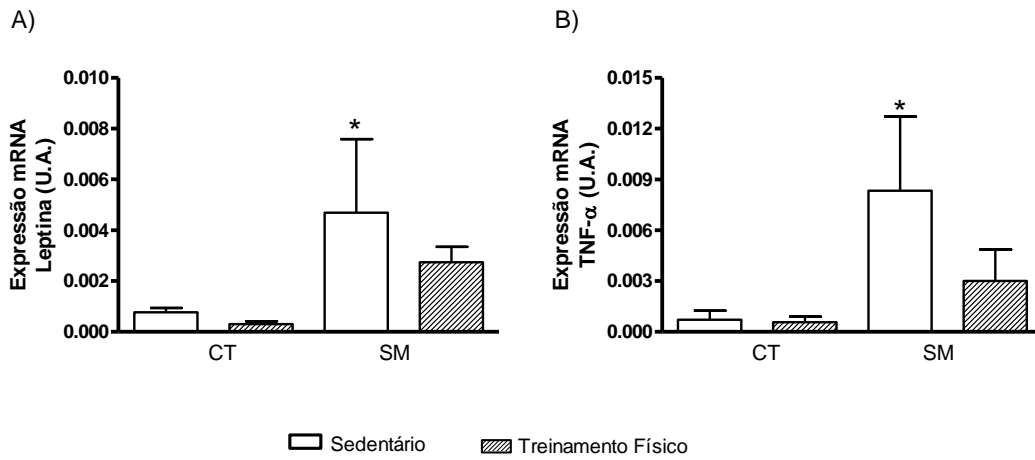 A)
Expressão mRNA
Leptina (U.A.)
0.010
0.008
0.006
0.004
0.002
0.000
*
CT
SM
B)
Expressão mRNA
TNF-α (U.A.)
0.015
0.012
0.009
0.006
0.003
0.000
*
CT
SM
Sedentário
Treinamento Físico